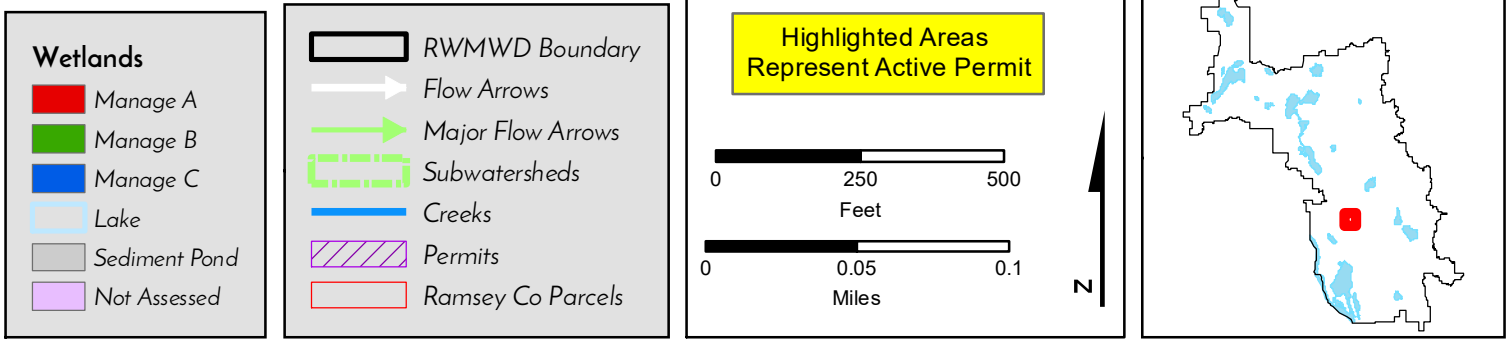 Wetlands
Manage A
Manage B
Manage C
Lake
Sediment Pond
Not Assessed
RWMWD Boundary
Flow Arrows
Major Flow Arrows
Subwatersheds
Creeks
Permits
Ramsey Co Parcels
Highlighted Areas
Represent Active Permit
0 250 500
Feet
0 0.05 0.1
Miles
N